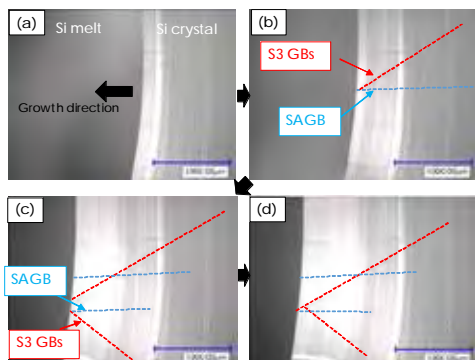 (a)
Si melt
Si crystal
Growth direction
(b)
S3 GBs
SAGB
(c)
SAGB
S3 GBs
(d)